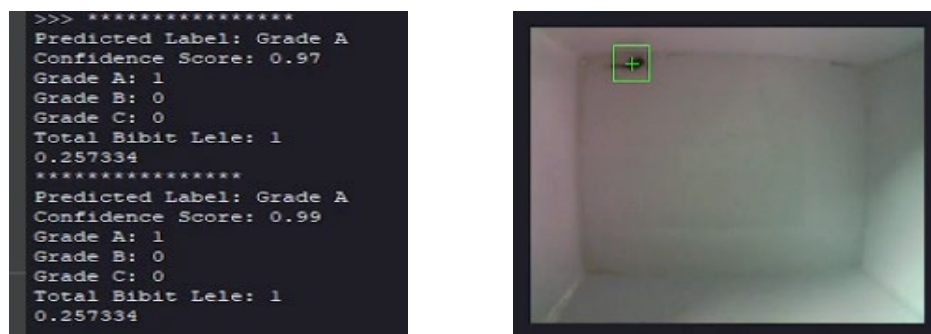 >>> ****************
Predicted Label: Grade A
Confidence Score: 0.97
Grade A: 1
Grade B: 0
Grade C: 0
Total Bibit Lele: 1
0.257334
****************
Predicted Label: Grade A
Confidence Score: 0.99
Grade A: 1
Grade B: 0
Grade C: 0
Total Bibit Lele: 1
0.257334